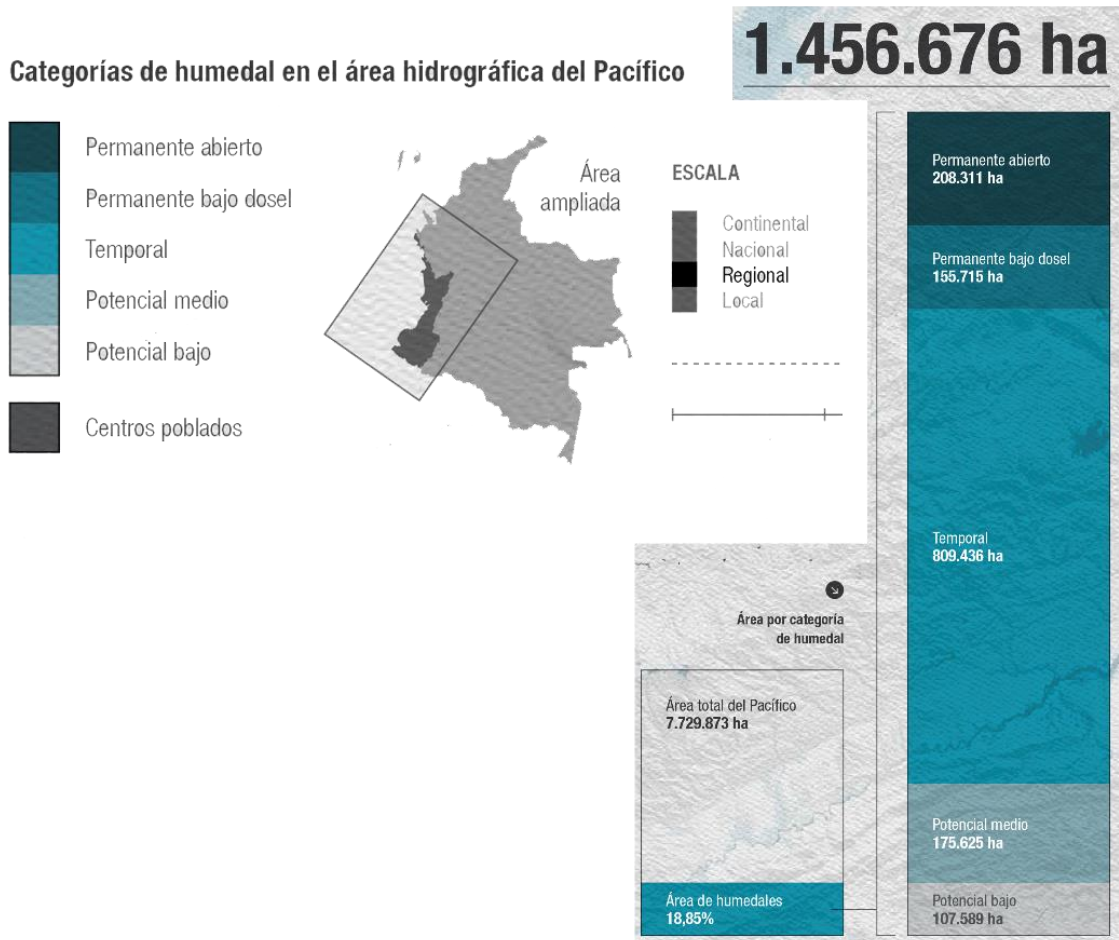 1.456.676 ha
Categorías de humedal en el área hidrográfica del Pacífico
Permanente abierto
Permanente bajo dosel
Temporal
Potencial medio
Potencial bajo
Centros poblados
Área
ampliada
ESCALA
Continental
Nacional
Regional
Local
Permanente abierto
208.311 ha
Permanente bajo dosel
155.715 ha
Temporal
809.436 ha
Potencial medio
175.625 ha
Potencial bajo
107.589 ha
Área por categoría
de humedal
Área total del Pacífico
7.729.873 ha
Área de humedales
18,85%